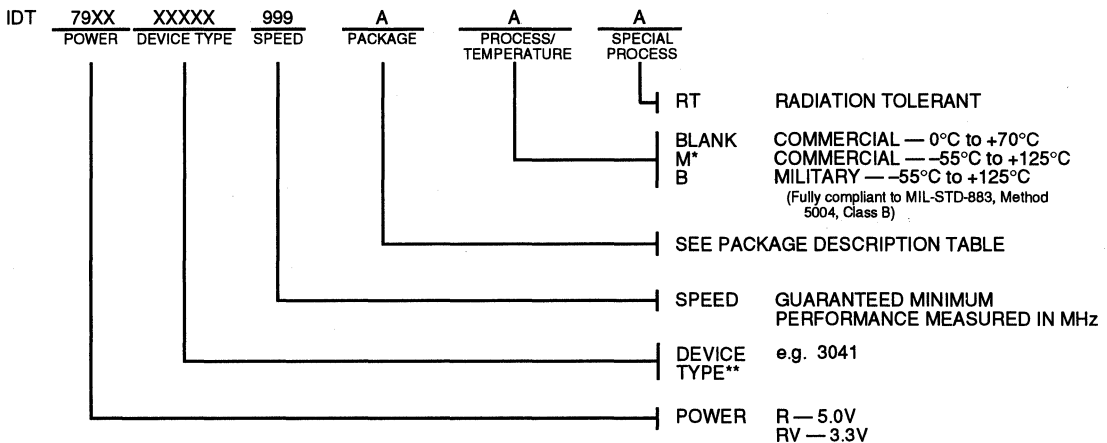 IDT 79XX XXXXX 999 A A A
POWER DEVICE TYPE SPEED PACKAGE PROCESS/ SPECIAL
TEMPERATURE PROCESS
RT RADIATION TOLERANT
BLANK COMMERCIAL — 0°C to +70°C
M* COMMERCIAL — –55°C to +125°C
B MILITARY — –55°C to +125°C
(Fully compliant to MIL-STD-883, Method
5004, Class B)
SEE PACKAGE DESCRIPTION TABLE
SPEED GUARANTEED MINIMUM
PERFORMANCE MEASURED IN MHz
DEVICE e.g. 3041
TYPE**
POWER R — 5.0V
RV — 3.3V